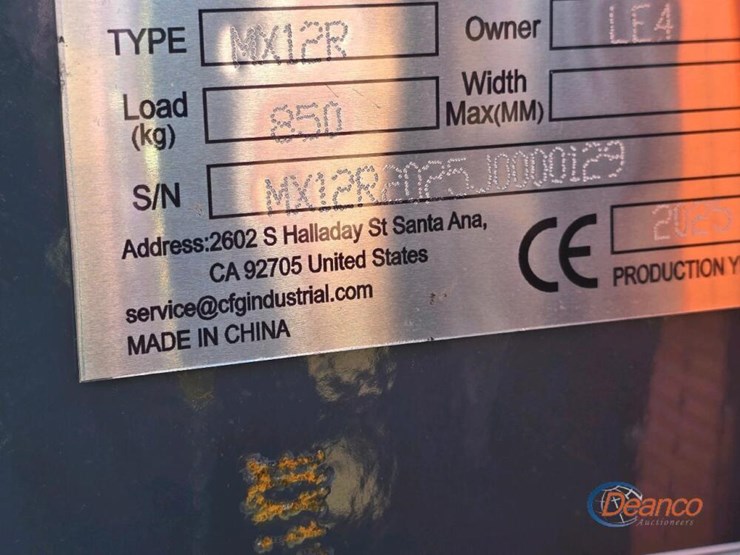 TYPE MX12R Owner
Load (kg) 850 Width Max(MM)
S/N MX12R2025J0000129
Address:2602 S Halladay St Santa Ana,
CA 92705 United States
service@cfgindustrial.com
MADE IN CHINA
CE
2025
PRODUCTION Y
Deanco
Auctioneers